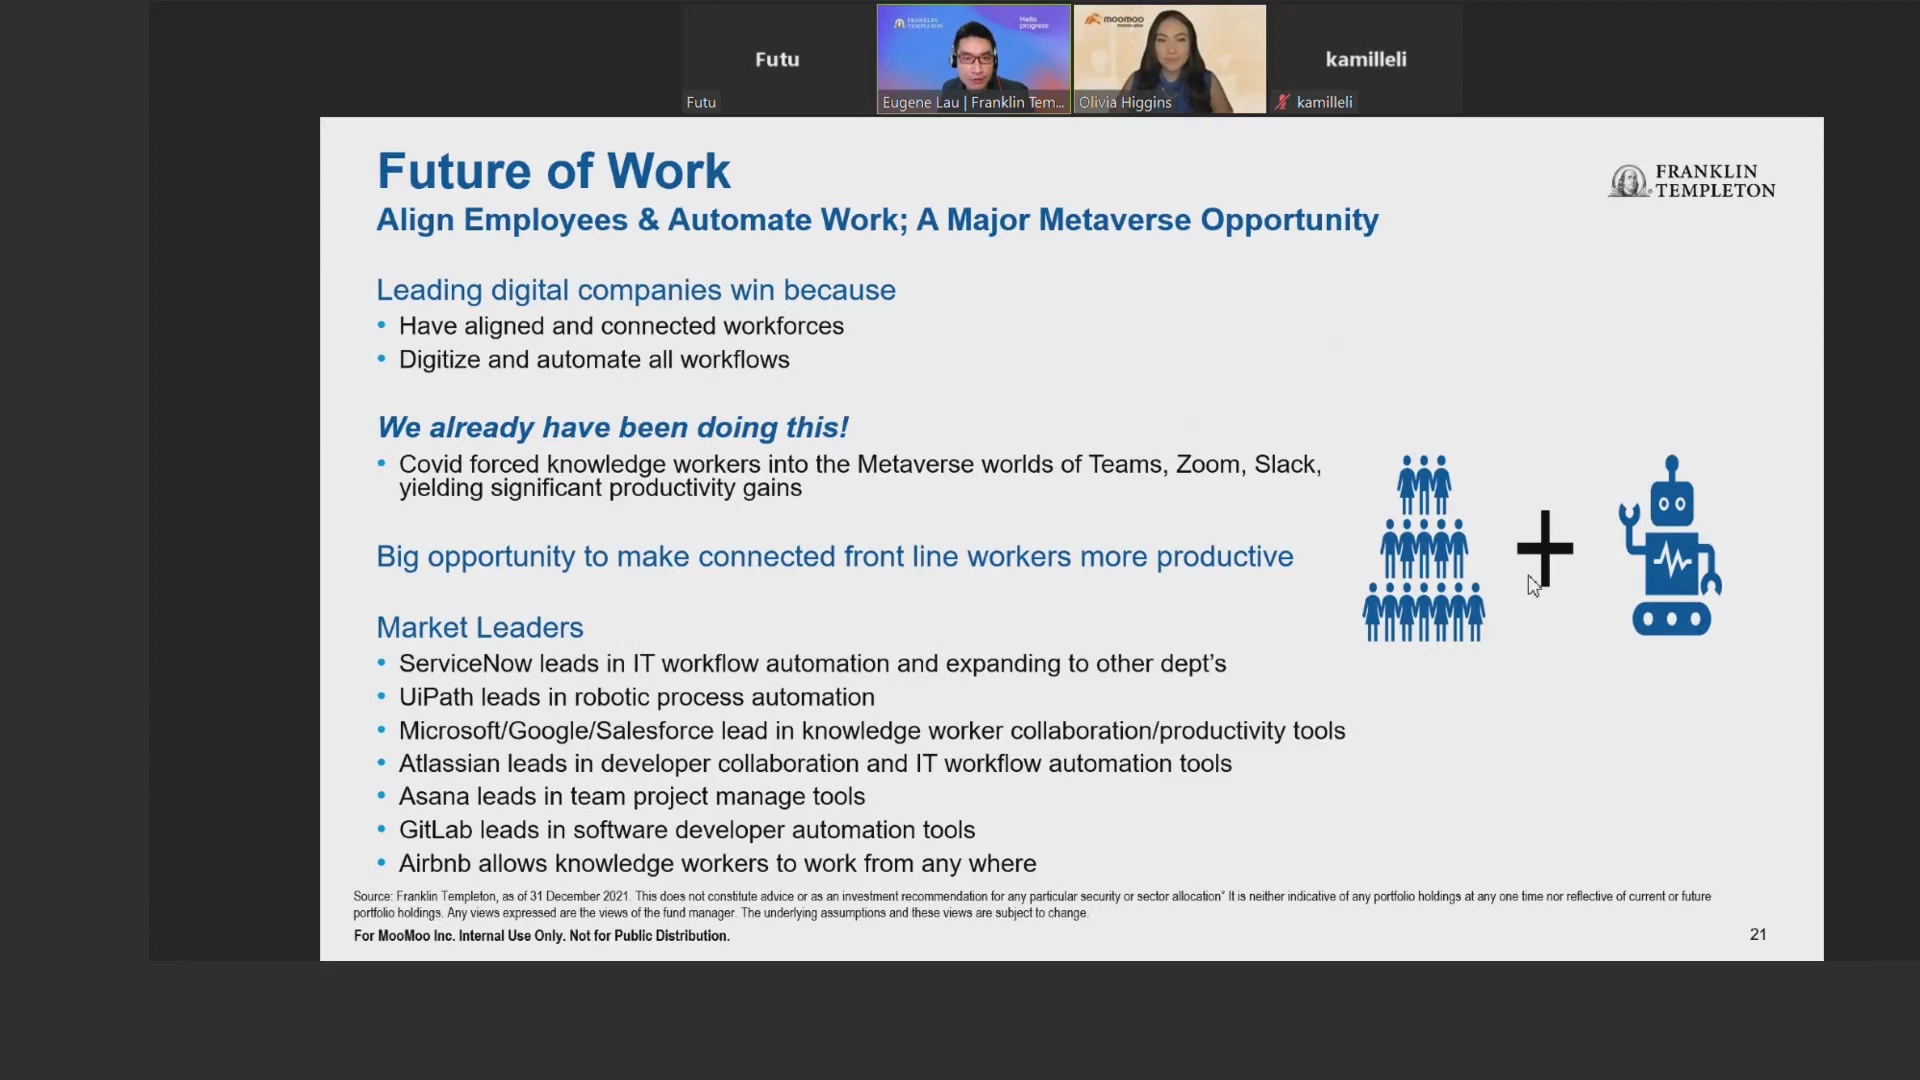 Futu
Futu
FRANKLIN
TEMPLETON
Hello
progress
Eugene Lau | Franklin Tem...
moomoo
Olivia Higgins
kamilleli
kamilleli
Future of Work
Align Employees & Automate Work; A Major Metaverse Opportunity
FRANKLIN
TEMPLETON
Leading digital companies win because
• Have aligned and connected workforces
• Digitize and automate all workflows
We already have been doing this!
• Covid forced knowledge workers into the Metaverse worlds of Teams, Zoom, Slack,
yielding significant productivity gains
Big opportunity to make connected front line workers more productive
Market Leaders
• ServiceNow leads in IT workflow automation and expanding to other dept’s
• UiPath leads in robotic process automation
• Microsoft/Google/Salesforce lead in knowledge worker collaboration/productivity tools
• Atlassian leads in developer collaboration and IT workflow automation tools
• Asana leads in team project manage tools
• GitLab leads in software developer automation tools
• Airbnb allows knowledge workers to work from any where
Source: Franklin Templeton, as of 31 December 2021. This does not constitute advice or as an investment recommendation for any particular security or sector allocation” It is neither indicative of any portfolio holdings at any one time nor reflective of current or future
portfolio holdings. Any views expressed are the views of the fund manager. The underlying assumptions and these views are subject to change.
For MooMoo Inc. Internal Use Only. Not for Public Distribution.
21